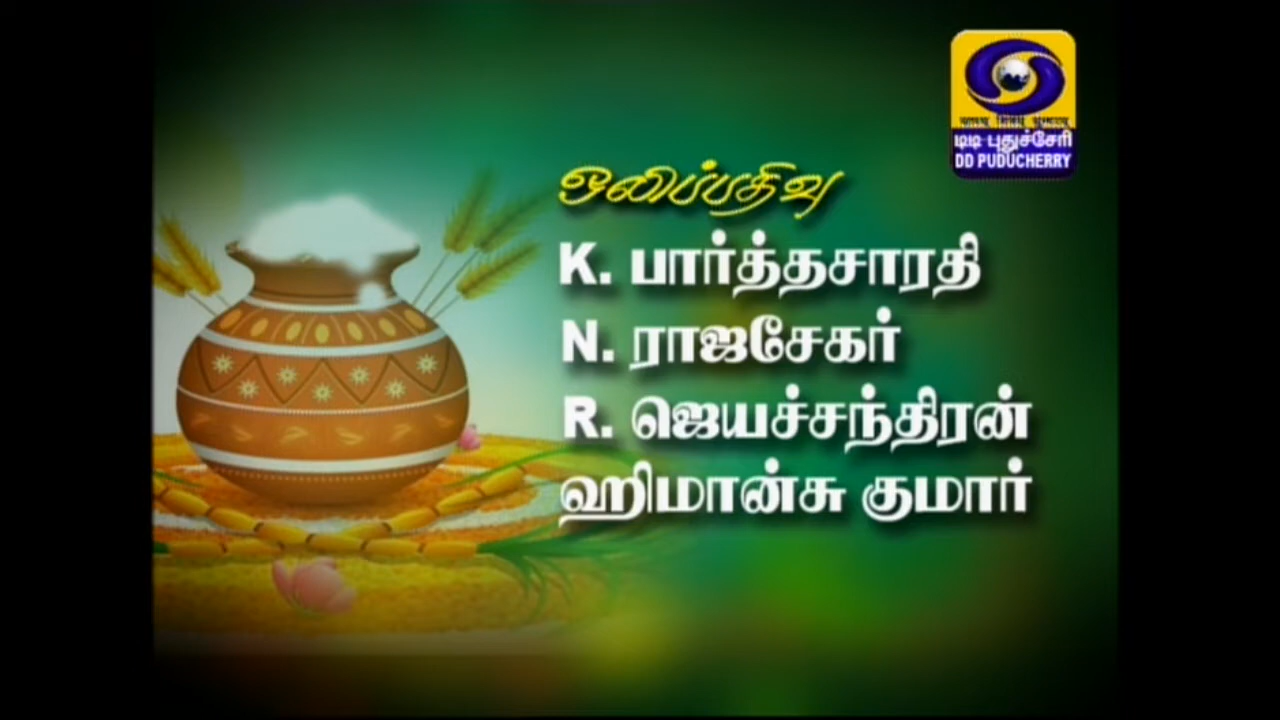 டிடி புதுச்சேரி
DD PUDUCHERRY
ஒலிப்பதிவு
K. பார்த்தசாரதி
N. ராஜசேகர்
R. ஜெயச்சந்திரன்
ஹிமான்சு குமார்